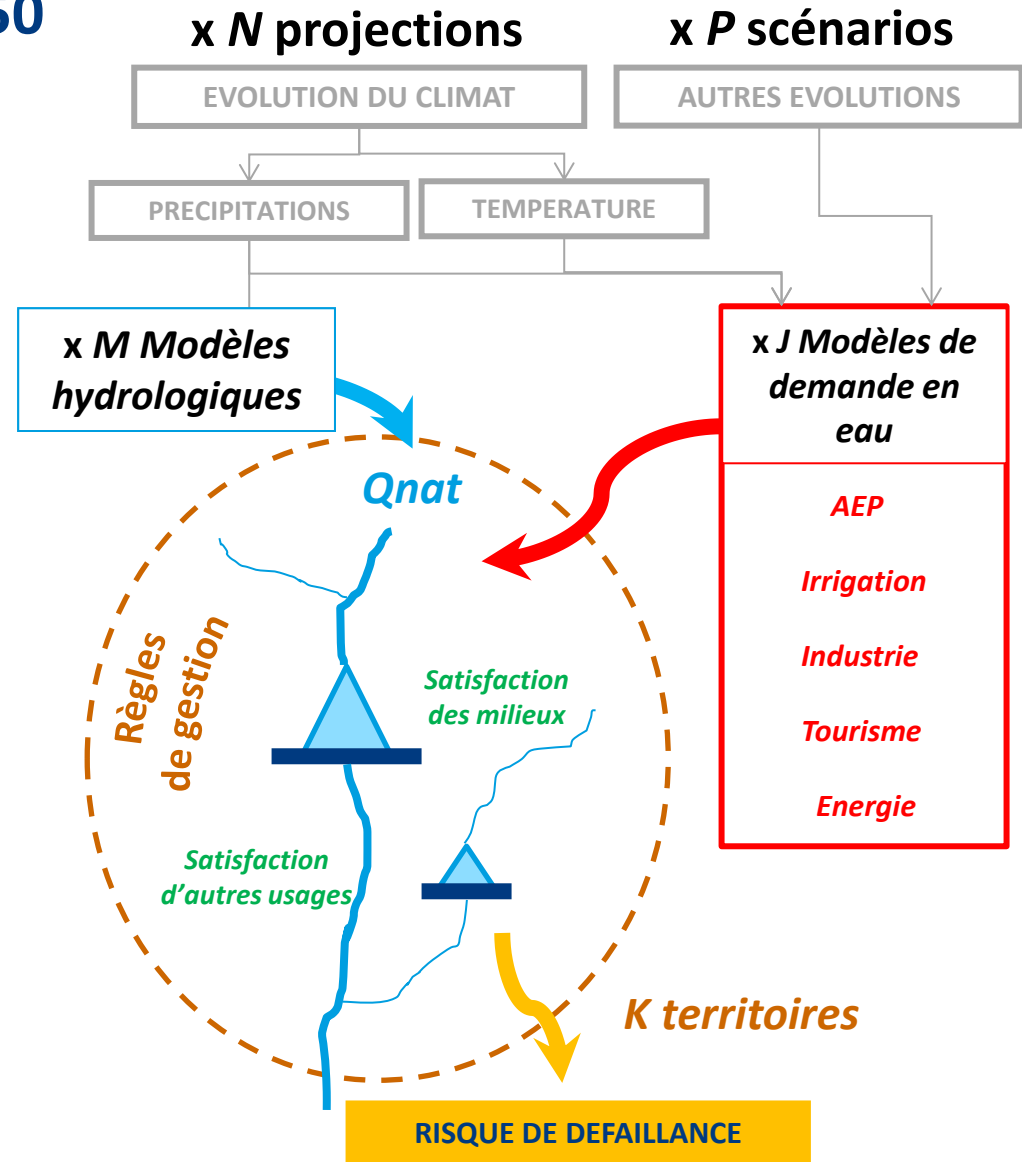 x N projections
x P scénarios
EVOLUTION DU CLIMAT
AUTRES EVOLUTIONS
PRECIPITATIONS
TEMPERATURE
x M Modèles
hydrologiques
x J Modèles de
demande en
eau
Qnat
AEP
Irrigation
Industrie
Tourisme
Energie
Règles
de gestion
Satisfaction
des milieux
Satisfaction
d'autres usages
K territoires
RISQUE DE DEFAILLANCE